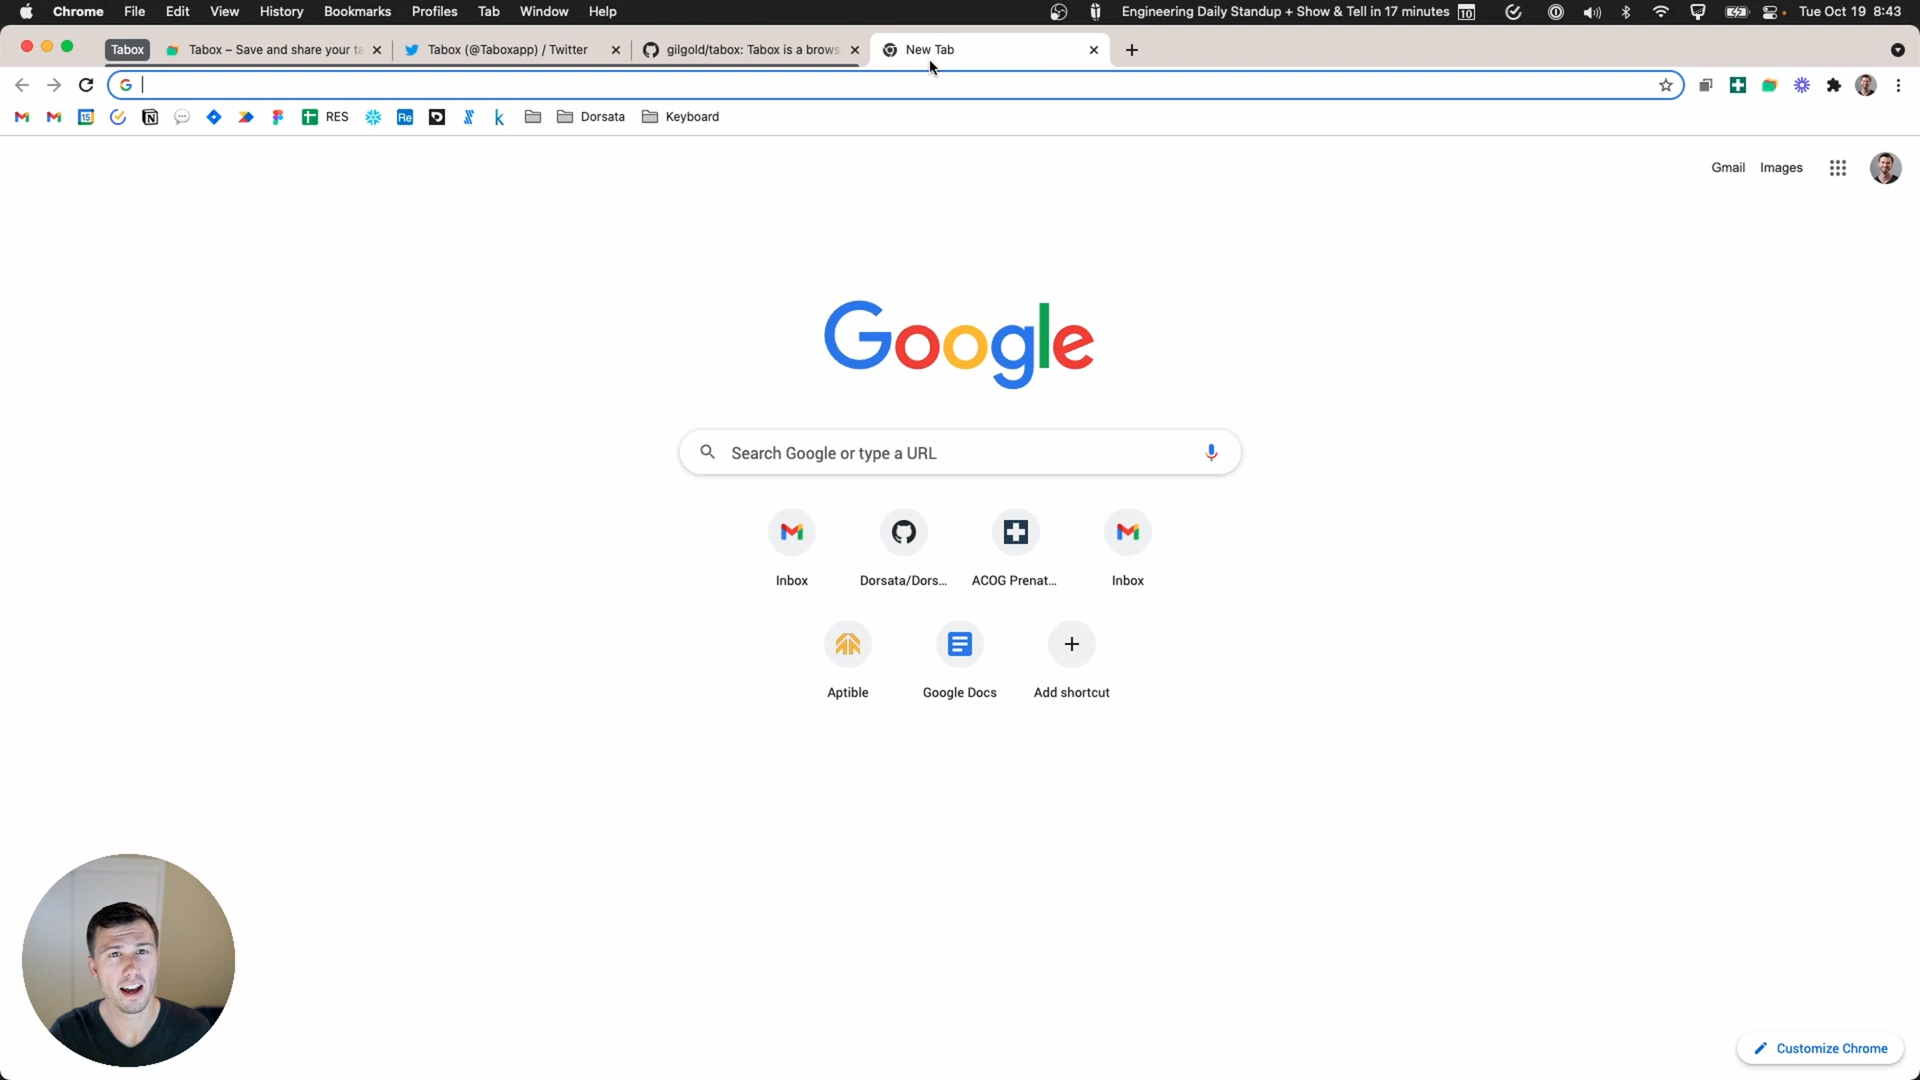 Chrome File Edit View History Bookmarks Profiles Tab Window Help Engineering Daily Standup + Show & Tell in 17 minutes 10 Tue Oct 19 8:43
Tabox Tabox – Save and share your ta Tabox (@Taboxapp) / Twitter gilgold/tabox: Tabox is a brows New Tab
15 RES Re Dorsata Keyboard
Gmail Images
Google
Search Google or type a URL
Inbox Dorsata/Dors... ACOG Prenat... Inbox
Aptible Google Docs Add shortcut
Customize Chrome